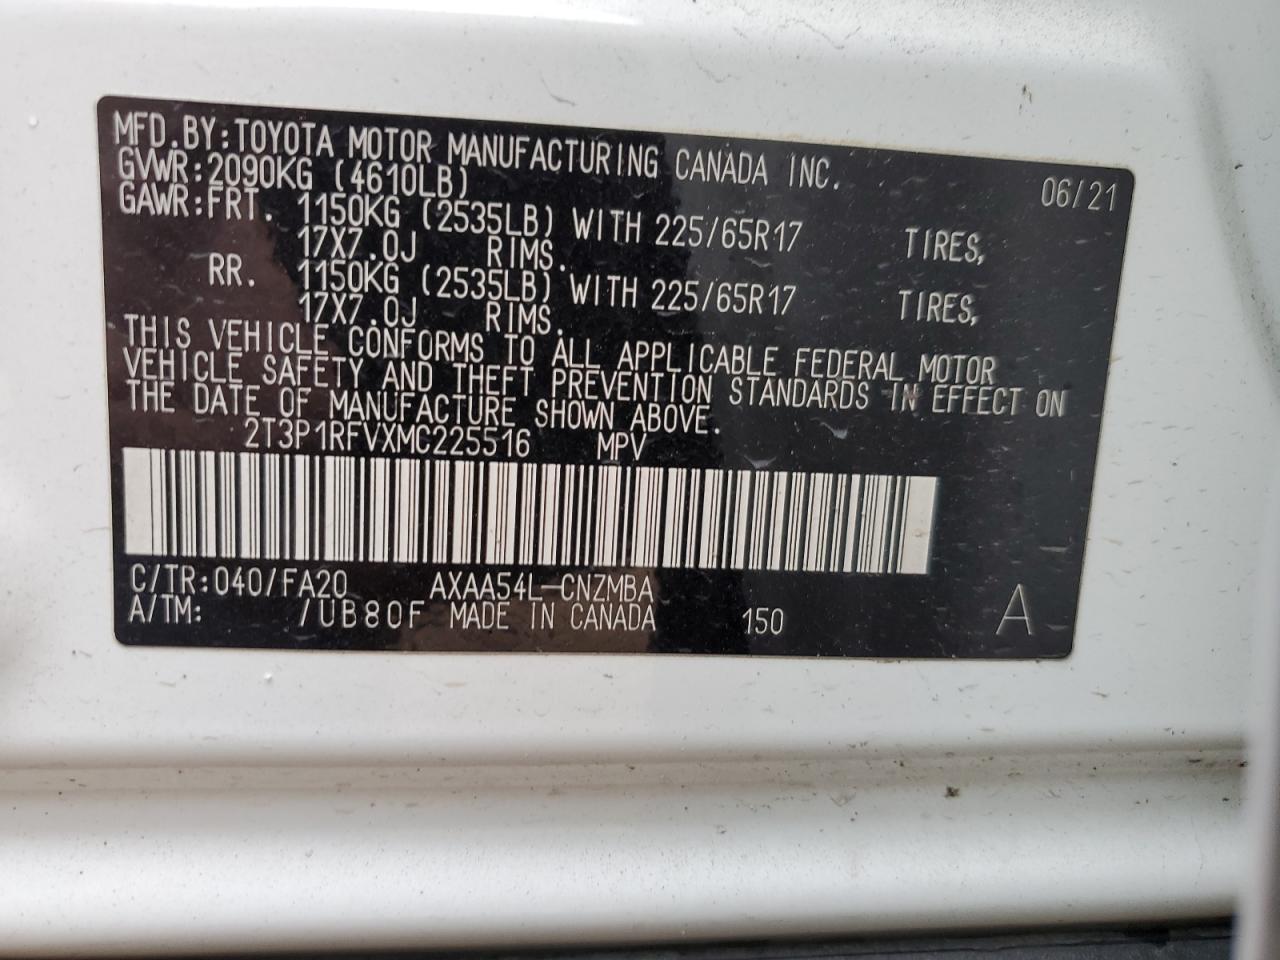 MFD.BY:TOYOTA MOTOR MANUFACTURING CANADA INC. 06/21
GVWR:2090KG (4610LB)
GAWR:FRT. 1150KG (2535LB) WITH 225/65R17 TIRES,
17X7.0J RIMS.
RR. 1150KG (2535LB) WITH 225/65R17 TIRES,
17X7.0J RIMS.
THIS VEHICLE CONFORMS TO ALL APPLICABLE FEDERAL MOTOR
VEHICLE SAFETY AND THEFT PREVENTION STANDARDS IN EFFECT ON
THE DATE OF MANUFACTURE SHOWN ABOVE.
2T3P1RFVXMC225516 MPV
C/TR:040/FA20 AXAA54L-CNZMBA
A/TM: /UB80F MADE IN CANADA 150 A